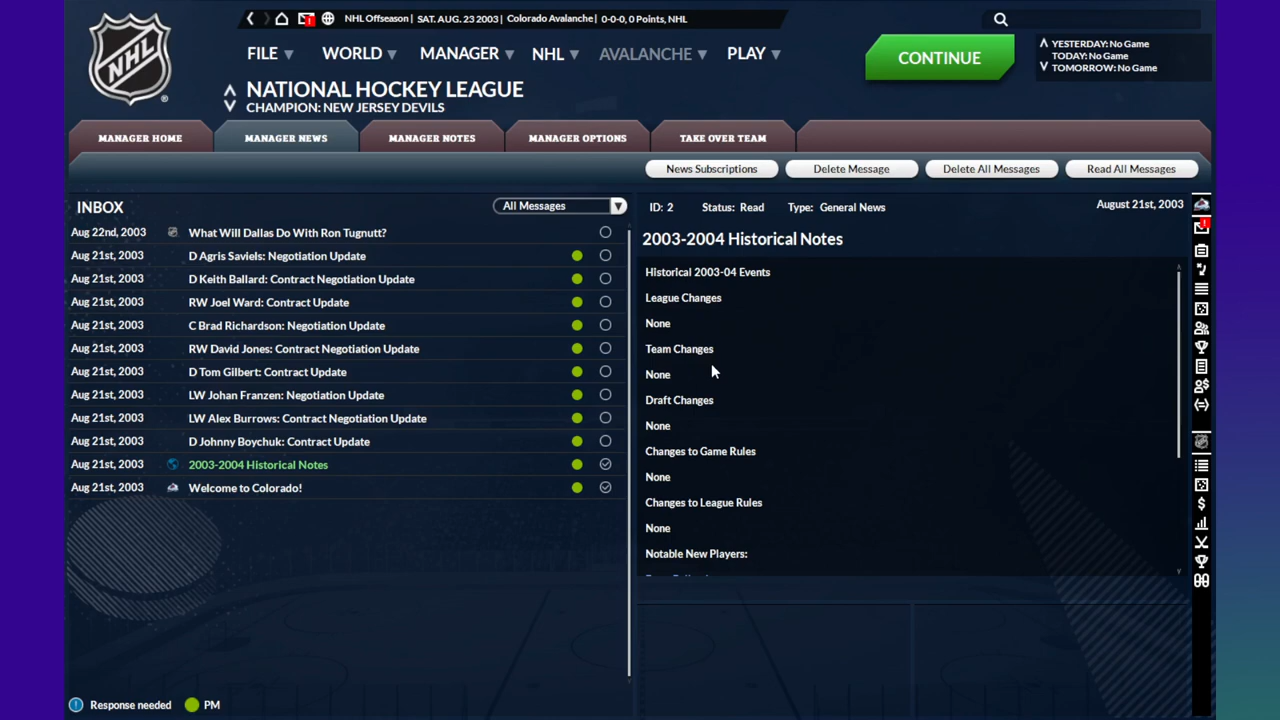 NHL Offseason | SAT. AUG. 23 2003 | Colorado Avalanche | 0-0-0, 0 Points, NHL
NHL
FILE WORLD MANAGER NHL AVALANCHE PLAY
CONTINUE
YESTERDAY: No Game
TODAY: No Game
TOMORROW: No Game
NATIONAL HOCKEY LEAGUE
CHAMPION: NEW JERSEY DEVILS
MANAGER HOME MANAGER NEWS MANAGER NOTES MANAGER OPTIONS TAKE OVER TEAM
News Subscriptions Delete Message Delete All Messages Read All Messages
INBOX All Messages
Aug 22nd, 2003 What Will Dallas Do With Ron Tugnutt?
Aug 21st, 2003 D Agris Saviels: Negotiation Update
Aug 21st, 2003 D Keith Ballard: Contract Negotiation Update
Aug 21st, 2003 RW Joel Ward: Contract Update
Aug 21st, 2003 C Brad Richardson: Negotiation Update
Aug 21st, 2003 RW David Jones: Contract Negotiation Update
Aug 21st, 2003 D Tom Gilbert: Contract Update
Aug 21st, 2003 LW Johan Franzen: Negotiation Update
Aug 21st, 2003 LW Alex Burrows: Contract Negotiation Update
Aug 21st, 2003 D Johnny Boychuk: Contract Update
Aug 21st, 2003 2003-2004 Historical Notes
Aug 21st, 2003 Welcome to Colorado!
Response needed PM
ID: 2 Status: Read Type: General News August 21st, 2003
2003-2004 Historical Notes
Historical 2003-04 Events
League Changes
None
Team Changes
None
Draft Changes
None
Changes to Game Rules
None
Changes to League Rules
None
Notable New Players: